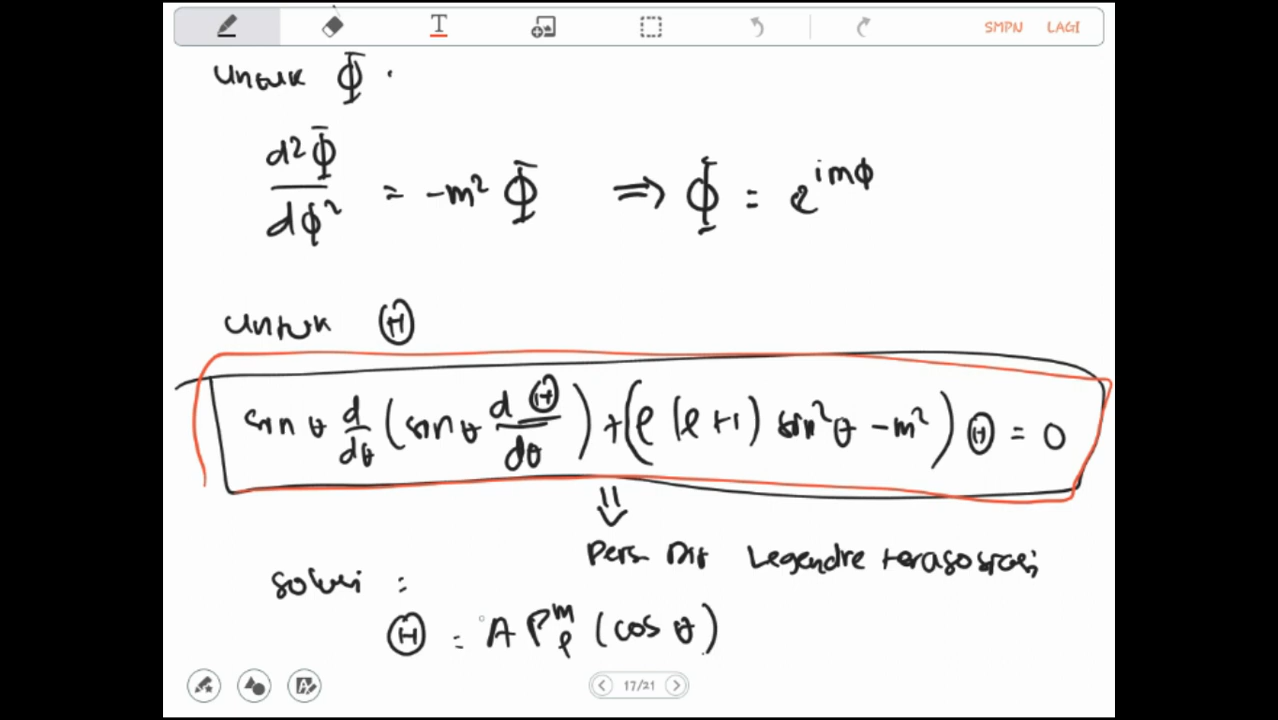 SMPN LAGI
untuk Φ :
d²Φ/dφ² = -m² Φ ⇒ Φ = e^{imφ}
untuk Θ
sin θ d/dθ (sin θ dΘ/dθ) + (ℓ (ℓ+1) sin²θ - m²) Θ = 0
⇓
Pers Dif Legendre terasosiasi
Solusi :
Θ = A P_ℓ^m (cos θ)
17/21